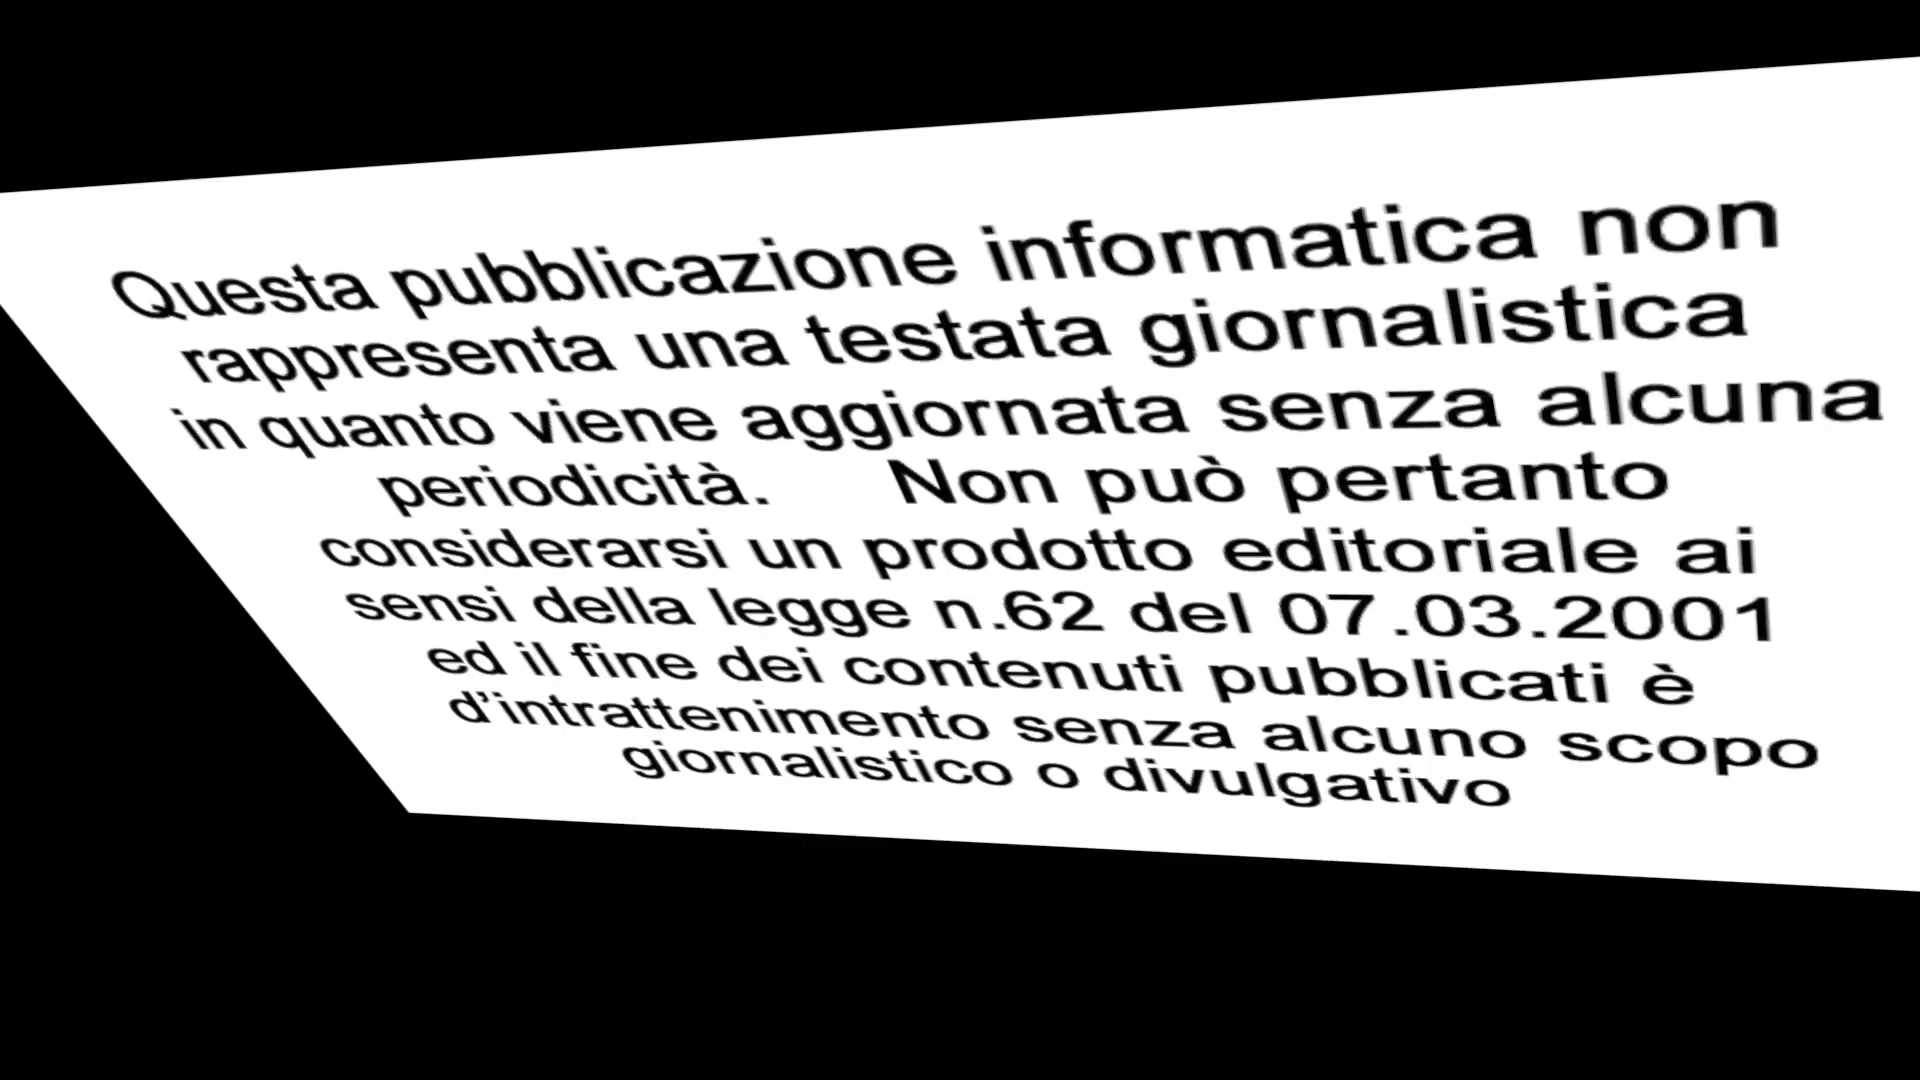 Questa pubblicazione informatica non
rappresenta una testata giornalistica
in quanto viene aggiornata senza alcuna
periodicità. Non può pertanto
considerarsi un prodotto editoriale ai
sensi della legge n.62 del 07.03.2001
ed il fine dei contenuti pubblicati è
d’intrattenimento senza alcuno scopo
giornalistico o divulgativo